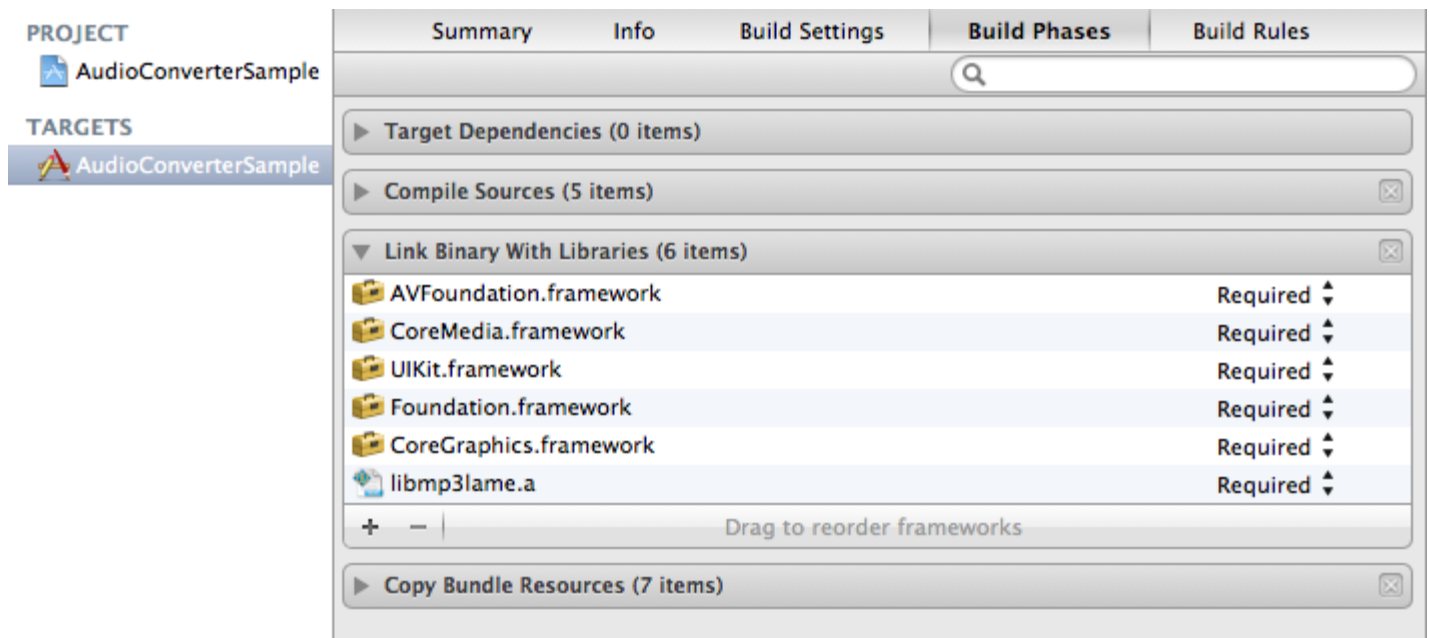 PROJECT
AudioConverterSample
TARGETS
AudioConverterSample
Summary Info Build Settings Build Phases Build Rules
Target Dependencies (0 items)
Compile Sources (5 items)
Link Binary With Libraries (6 items)
AVFoundation.framework Required
CoreMedia.framework Required
UIKit.framework Required
Foundation.framework Required
CoreGraphics.framework Required
libmp3lame.a Required
+ − Drag to reorder frameworks
Copy Bundle Resources (7 items)